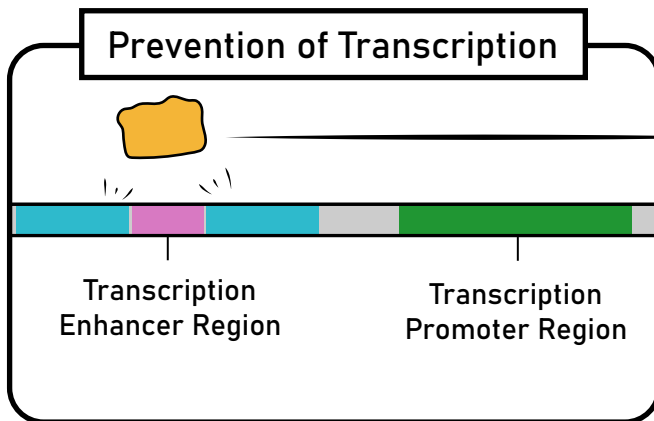 Prevention of Transcription
Transcription
Enhancer Region
Transcription
Promoter Region